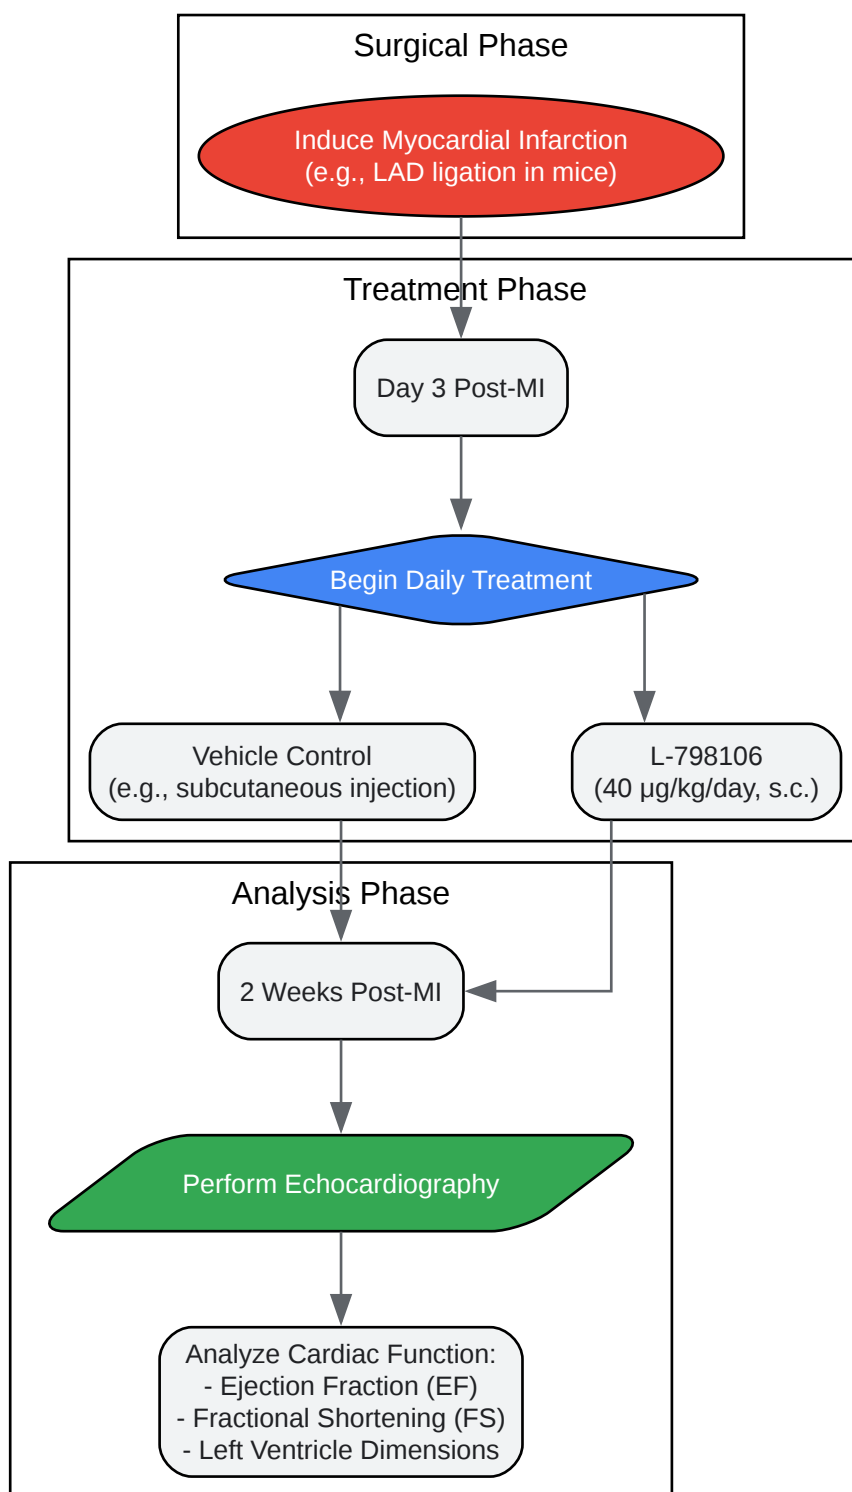 Surgical Phase
Induce Myocardial Infarction
(e.g., LAD ligation in mice)
Treatment Phase
Day 3 Post-MI
Begin Daily Treatment
Vehicle Control
(e.g., subcutaneous injection)
L-798106
(40 μg/kg/day, s.c.)
Analysis Phase
2 Weeks Post-MI
Perform Echocardiography
Analyze Cardiac Function:
- Ejection Fraction (EF)
- Fractional Shortening (FS)
- Left Ventricle Dimensions